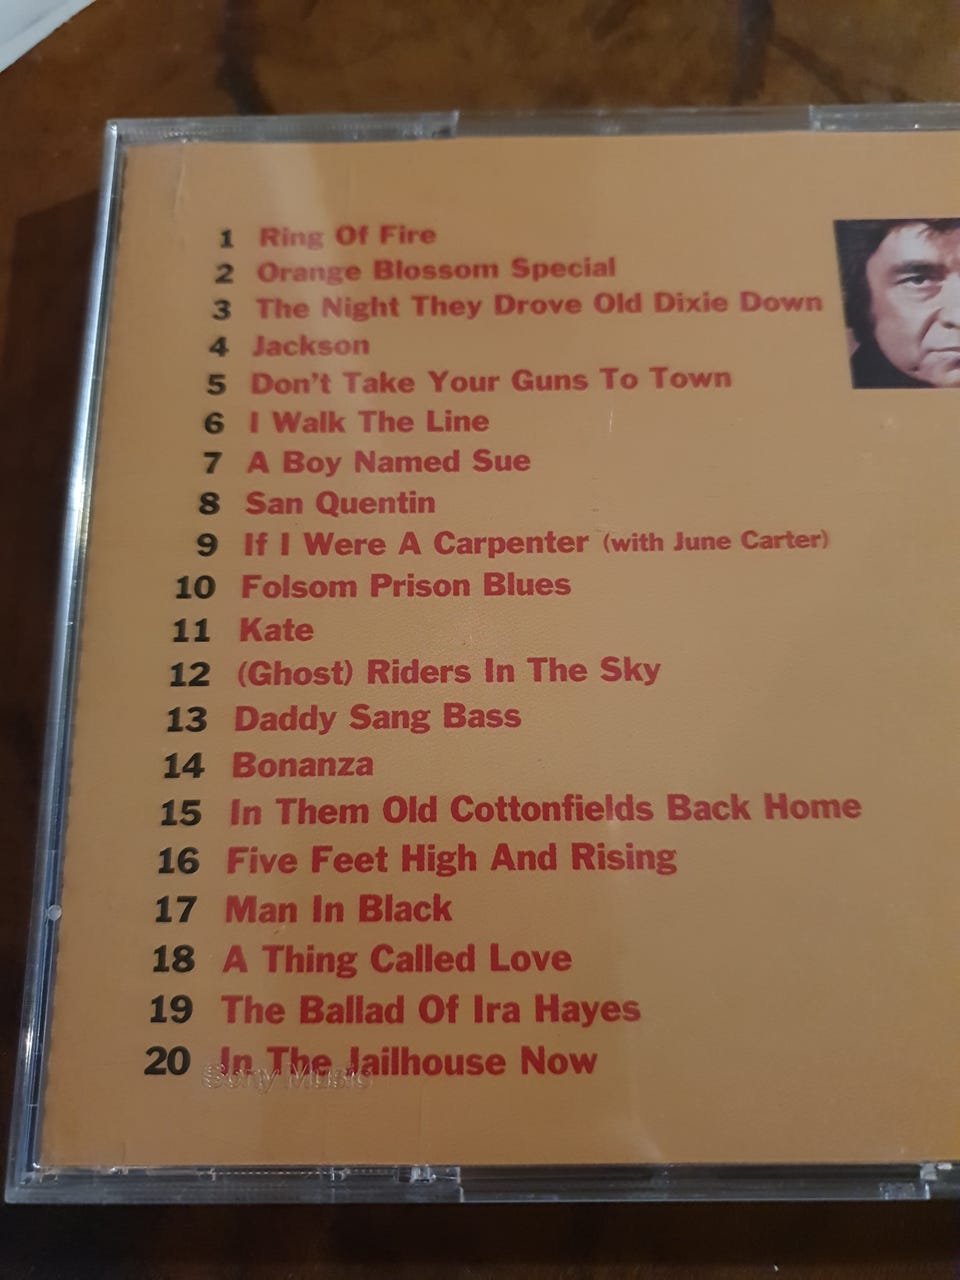 1 Ring Of Fire
2 Orange Blossom Special
3 The Night They Drove Old Dixie Down
4 Jackson
5 Don't Take Your Guns To Town
6 I Walk The Line
7 A Boy Named Sue
8 San Quentin
9 If I Were A Carpenter (with June Carter)
10 Folsom Prison Blues
11 Kate
12 (Ghost) Riders In The Sky
13 Daddy Sang Bass
14 Bonanza
15 In Them Old Cottonfields Back Home
16 Five Feet High And Rising
17 Man In Black
18 A Thing Called Love
19 The Ballad Of Ira Hayes
20 In The Jailhouse Now
Sony Music